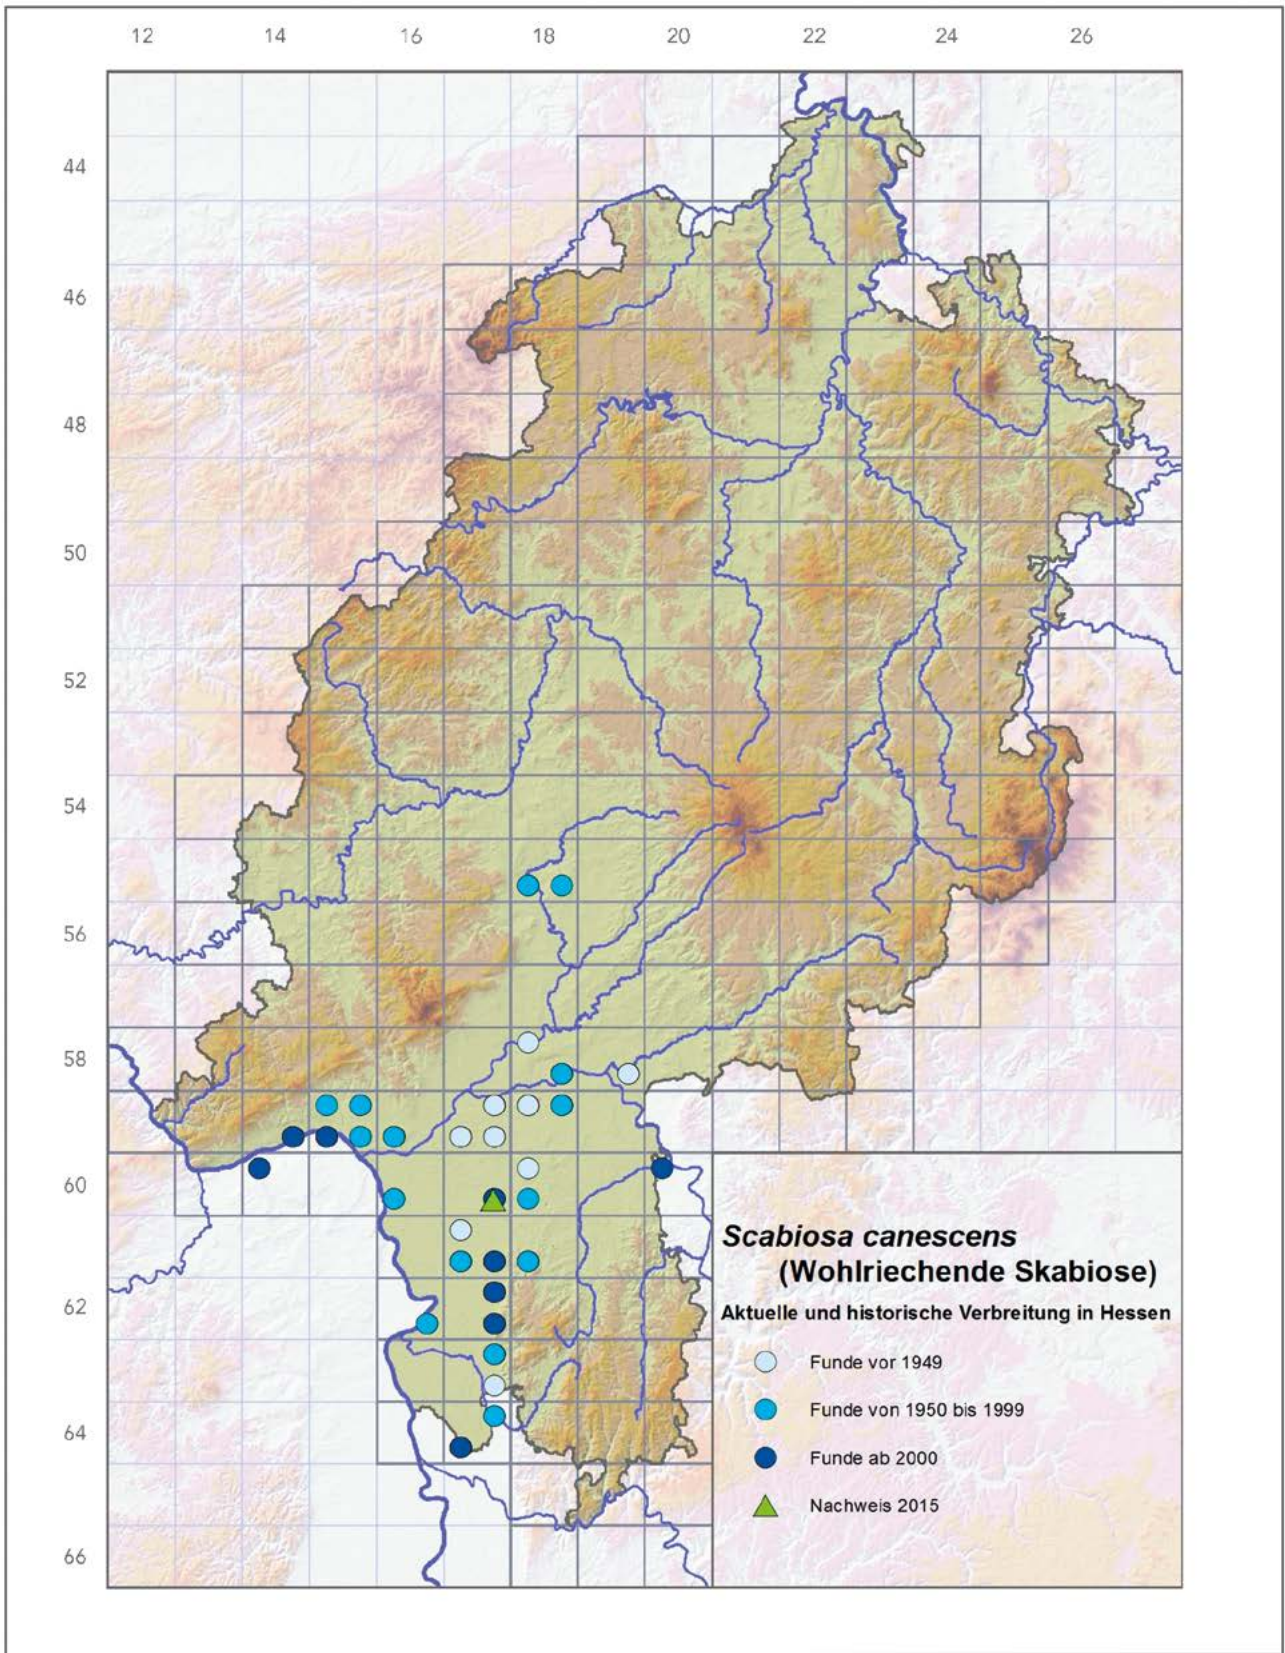 12 14 16 18 20 22 24 26
44
46
48
50
52
54
56
58
60
62
64
66
Scabiosa canescens
(Wohlriechende Skabiose)
Aktuelle und historische Verbreitung in Hessen
Funde vor 1949
Funde von 1950 bis 1999
Funde ab 2000
Nachweis 2015